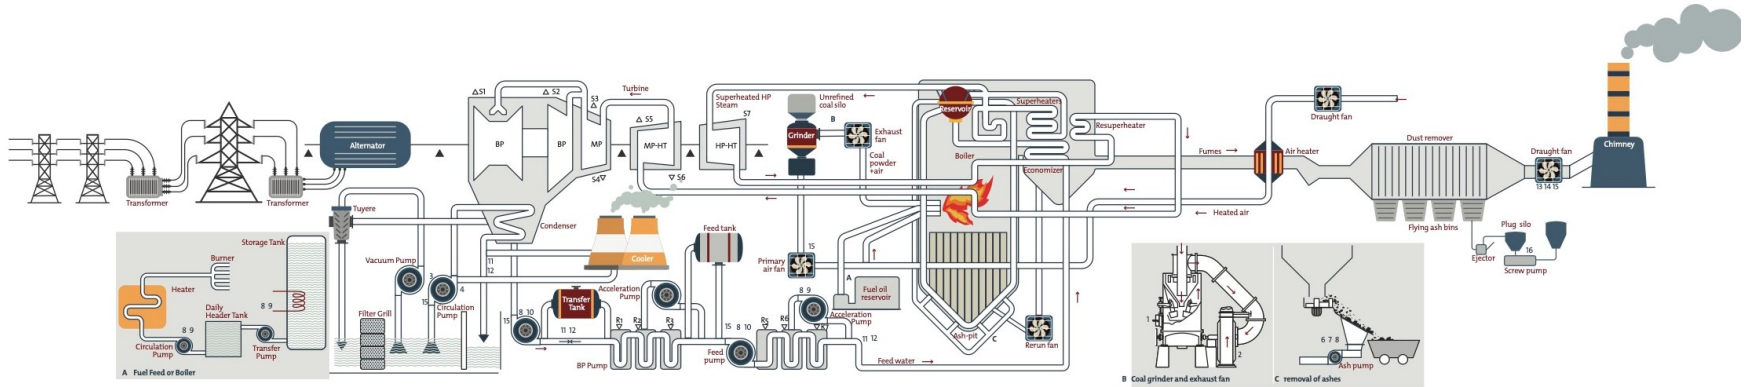 Transformer
Transformer
Alternator
S1
S2
S3
S4
BP
BP
MP
Turbine
S5
MP-HT
S6
Superheated HP
Steam
S7
HP-HT
Unrefined
coal silo
Grinder
B
Exhaust
fan
Coal
powder
+air
Reservoir
Superheaters
Resuperheater
Boiler
Economizer
Fumes
Air heater
Heated air
Draught fan
Dust remover
Flying ash bins
Draught fan
13 14 15
Chimney
Plug silo
Ejector
16
Screw pump
Tuyere
Condenser
11
12
Cooler
Feed tank
Vacuum Pump
3
4
15
Circulation
Pump
Filter Grill
Transfer
Tank
15
8 10
11 12
Acceleration
Pump
R1
R2
R3
BP Pump
15
8 10
Feed
pump
R5
R6
8 9
Acceleration
Pump
11 12
Feed water
15
Primary
air fan
A
Fuel oil
reservoir
Ash-pit
C
Rerun fan
Storage Tank
Burner
Heater
Daily
Header Tank
8 9
8 9
Circulation
Pump
Transfer
Pump
A Fuel Feed or Boiler
1
2
B Coal grinder and exhaust fan
6 7 8
Ash pump
C removal of ashes